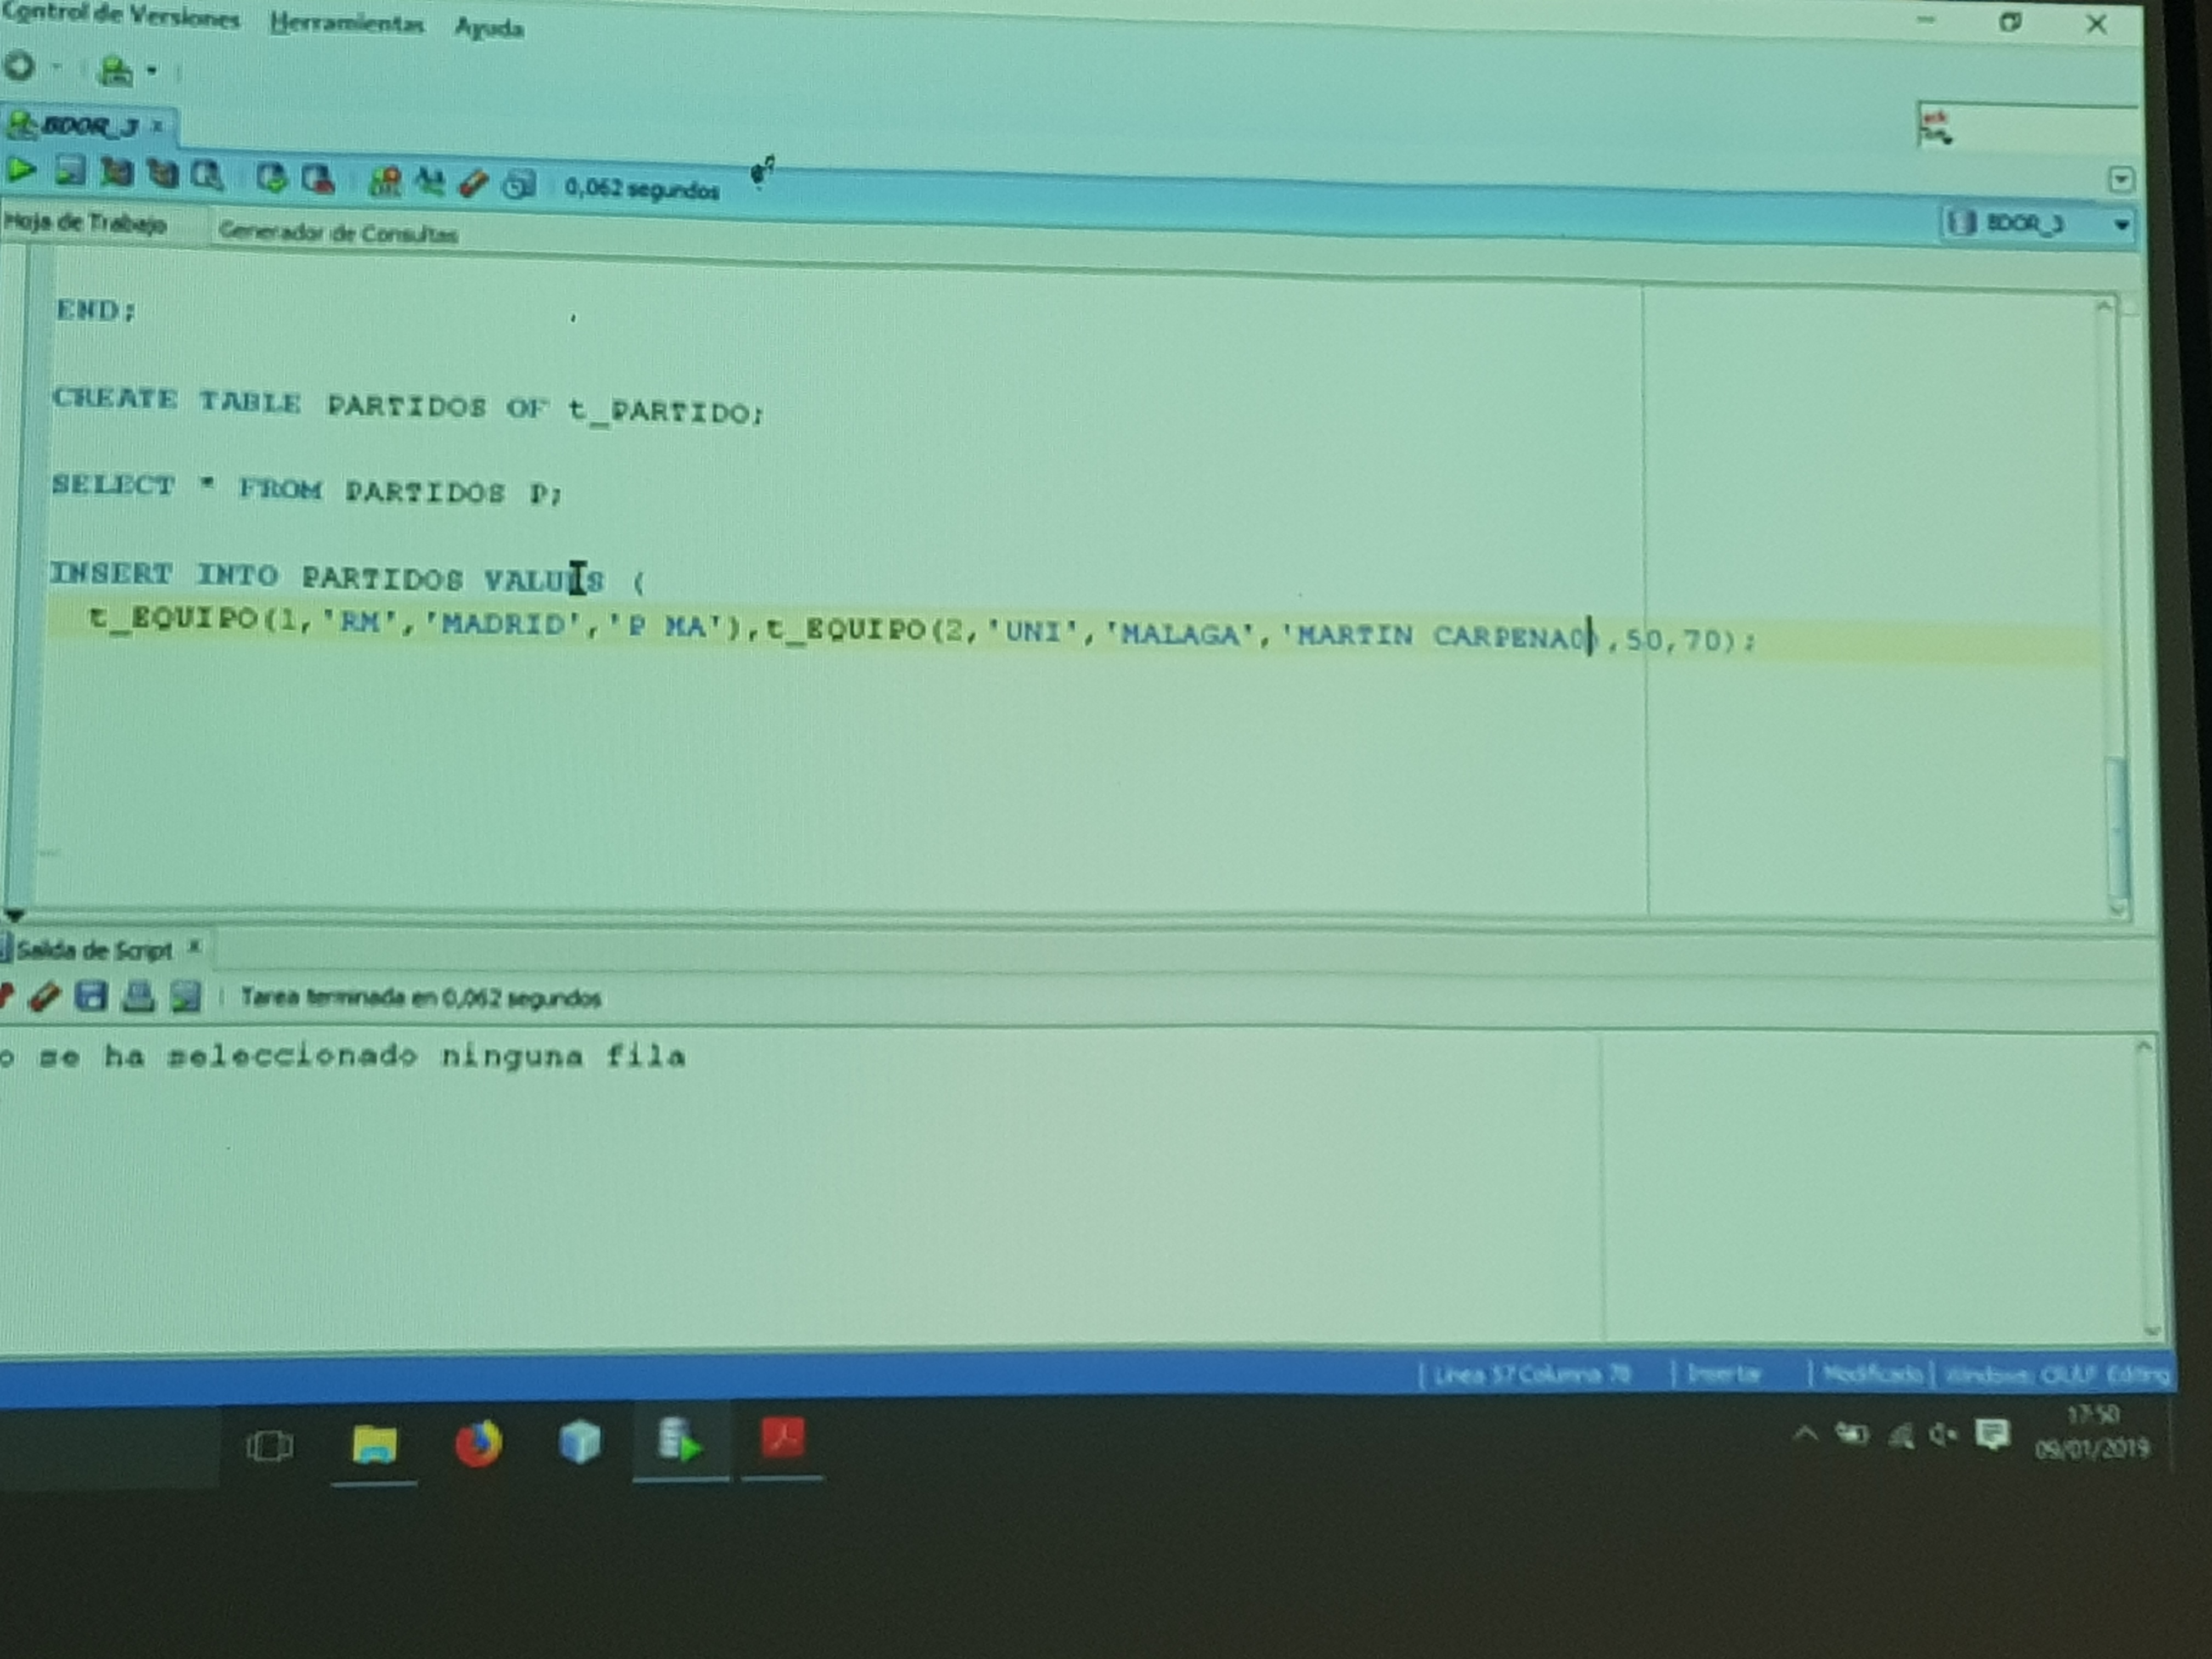 Control de Versiones Herramientas Ayuda
BDOR_3
0,062 segundos
Hoja de Trabajo Generador de Consultas
BDOR_3
END;
CREATE TABLE PARTIDOS OF t_PARTIDO;
SELECT * FROM PARTIDOS P;
INSERT INTO PARTIDOS VALUES (
t_EQUIPO(1,'RM','MADRID','P MA'),t_EQUIPO(2,'UNI','MALAGA','MARTIN CARPENA0),50,70);
Salida de Script
Tarea terminada en 0,062 segundos
o se ha seleccionado ninguna fila
Línea 57 Columna 70 Insertar Modificado Windows: CR/LF Editing
17:50
09/01/2019